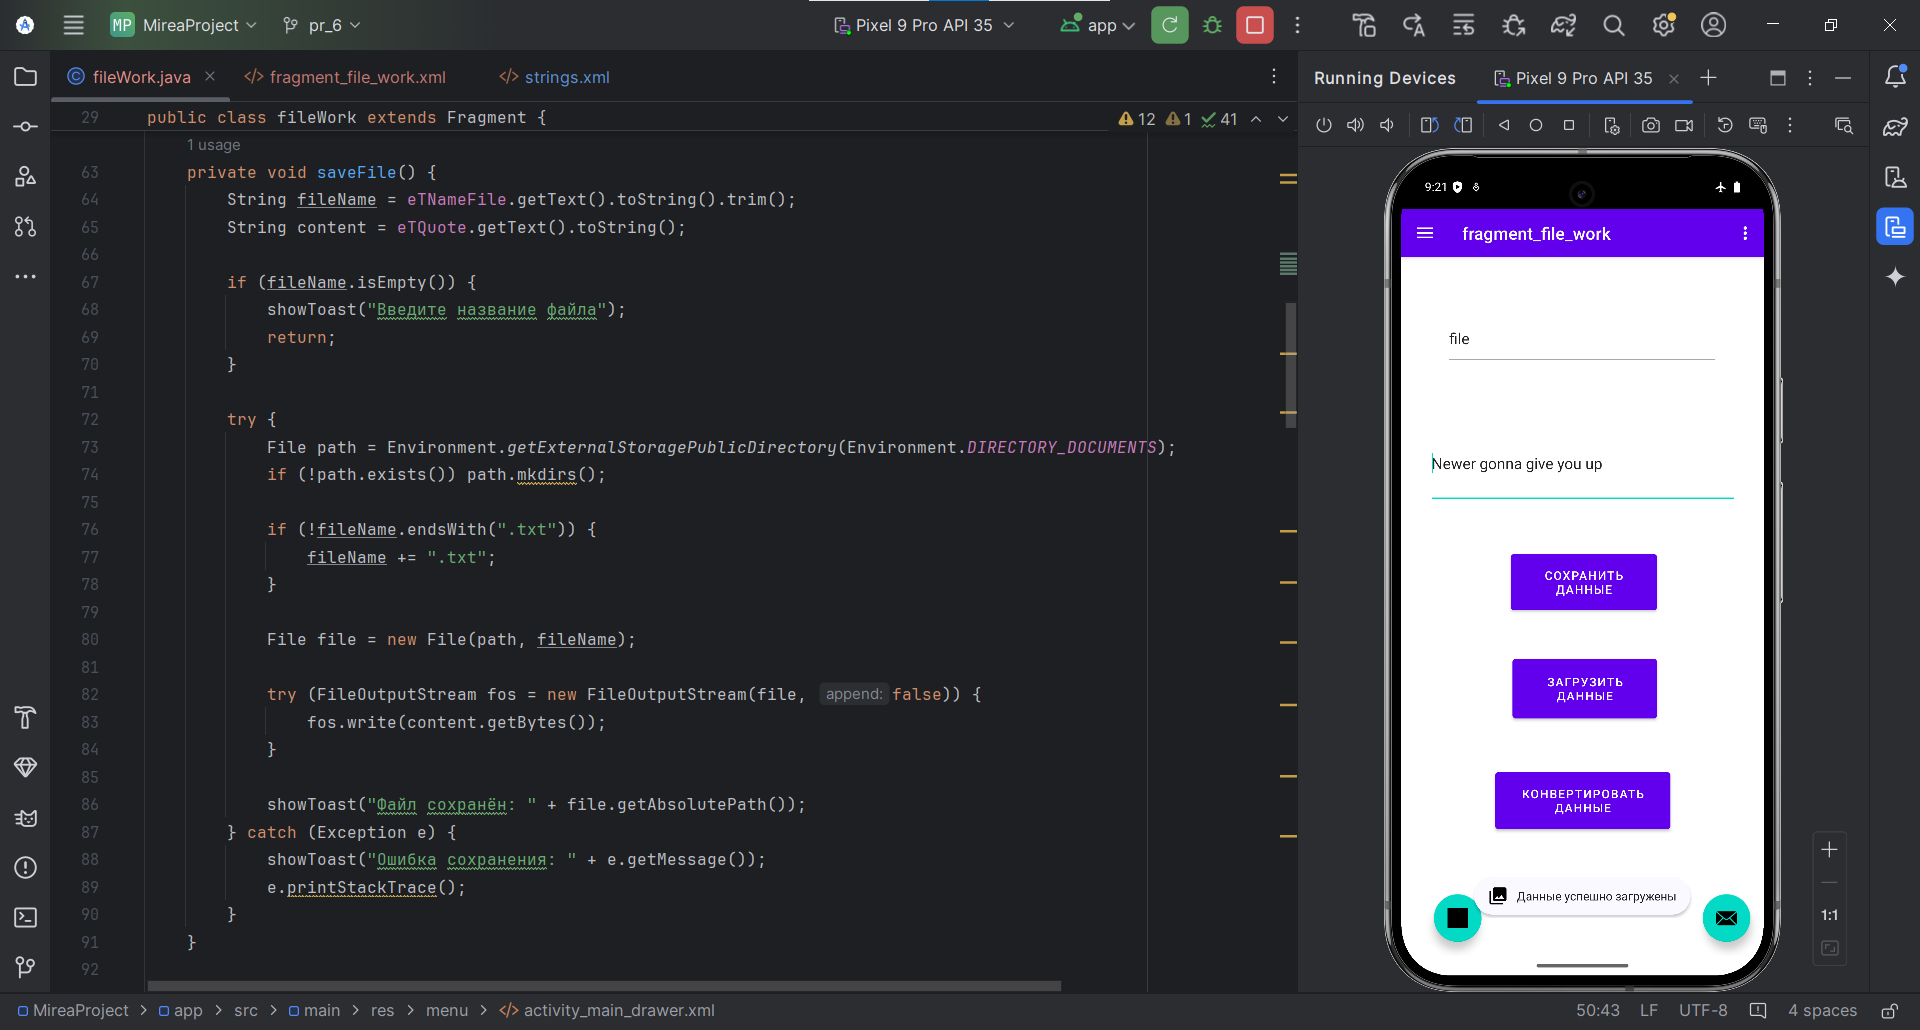 MP MireaProject pr_6 Pixel 9 Pro API 35 app
fileWork.java fragment_file_work.xml strings.xml
29 public class fileWork extends Fragment { 12 1 41
1 usage
63 private void saveFile() {
64 String fileName = eTNameFile.getText().toString().trim();
65 String content = eTQuote.getText().toString();
66
67 if (fileName.isEmpty()) {
68 showToast("Введите название файла");
69 return;
70 }
71
72 try {
73 File path = Environment.getExternalStoragePublicDirectory(Environment.DIRECTORY_DOCUMENTS);
74 if (!path.exists()) path.mkdirs();
75
76 if (!fileName.endsWith(".txt")) {
77 fileName += ".txt";
78 }
79
80 File file = new File(path, fileName);
81
82 try (FileOutputStream fos = new FileOutputStream(file, append: false)) {
83 fos.write(content.getBytes());
84 }
85
86 showToast("Файл сохранён: " + file.getAbsolutePath());
87 } catch (Exception e) {
88 showToast("Ошибка сохранения: " + e.getMessage());
89 e.printStackTrace();
90 }
91 }
92
Running Devices Pixel 9 Pro API 35
9:21
fragment_file_work
file
Newer gonna give you up
СОХРАНИТЬ
ДАННЫЕ
ЗАГРУЗИТЬ
ДАННЫЕ
КОНВЕРТИРОВАТЬ
ДАННЫЕ
Данные успешно загружены
1:1
MireaProject > app > src > main > res > menu > activity_main_drawer.xml
50:43 LF UTF-8 4 spaces